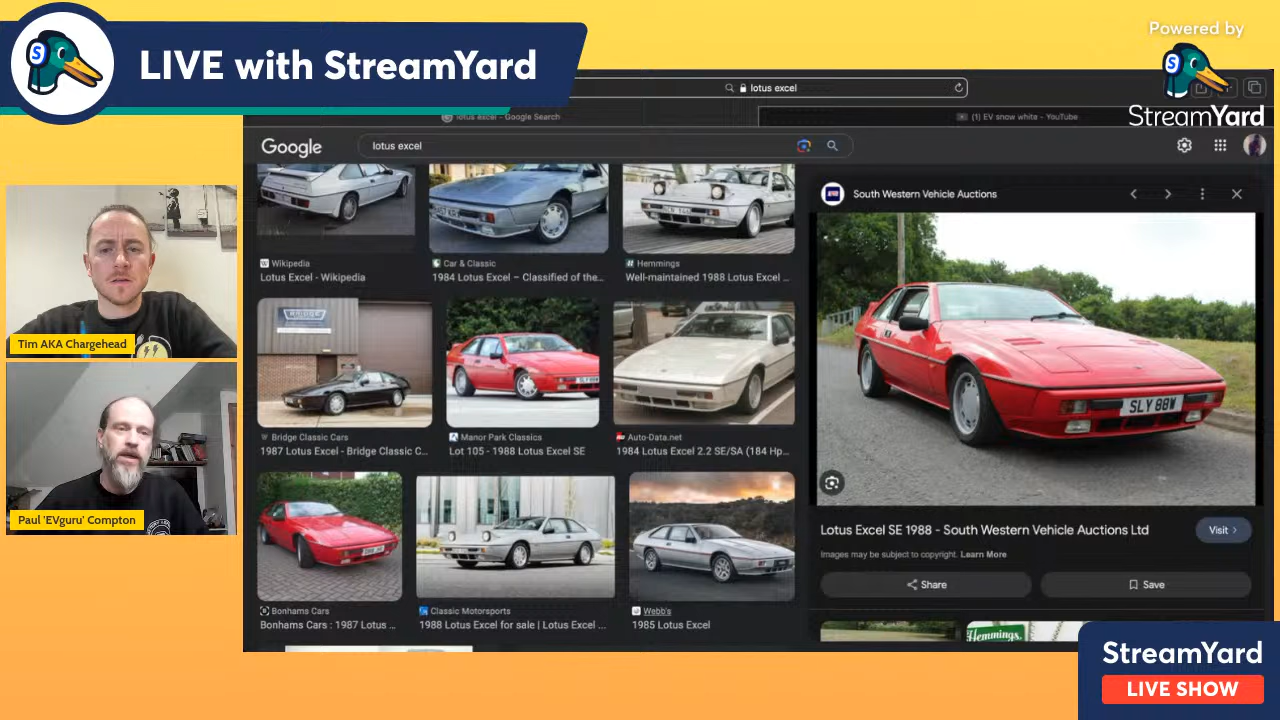 LIVE with StreamYard
Powered by
StreamYard
lotus excel
lotus excel - Google Search
(1) EV snow white - YouTube
Google
lotus excel
Wikipedia
Lotus Excel - Wikipedia
Car & Classic
1984 Lotus Excel – Classified of the...
Hemmings
Well-maintained 1988 Lotus Excel ...
Bridge Classic Cars
1987 Lotus Excel - Bridge Classic C...
Manor Park Classics
Lot 105 - 1988 Lotus Excel SE
Auto-Data.net
1984 Lotus Excel 2.2 SE/SA (184 Hp...
Bonhams Cars
Bonhams Cars : 1987 Lotus ...
Classic Motorsports
1988 Lotus Excel for sale | Lotus Excel ...
Webb's
1985 Lotus Excel
South Western Vehicle Auctions
SLY 88W
Lotus Excel SE 1988 - South Western Vehicle Auctions Ltd
Visit
Images may be subject to copyright. Learn More
Share
Save
Hemmings
Tim AKA Chargehead
Paul 'EVguru' Compton
StreamYard
LIVE SHOW